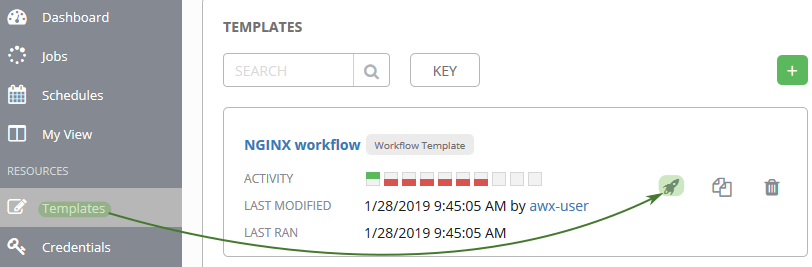 Dashboard
Jobs
Schedules
My View
RESOURCES
Templates
Credentials
TEMPLATES
SEARCH
KEY
+
NGINX workflow Workflow Template
ACTIVITY
LAST MODIFIED 1/28/2019 9:45:05 AM by awx-user
LAST RAN 1/28/2019 9:45:05 AM